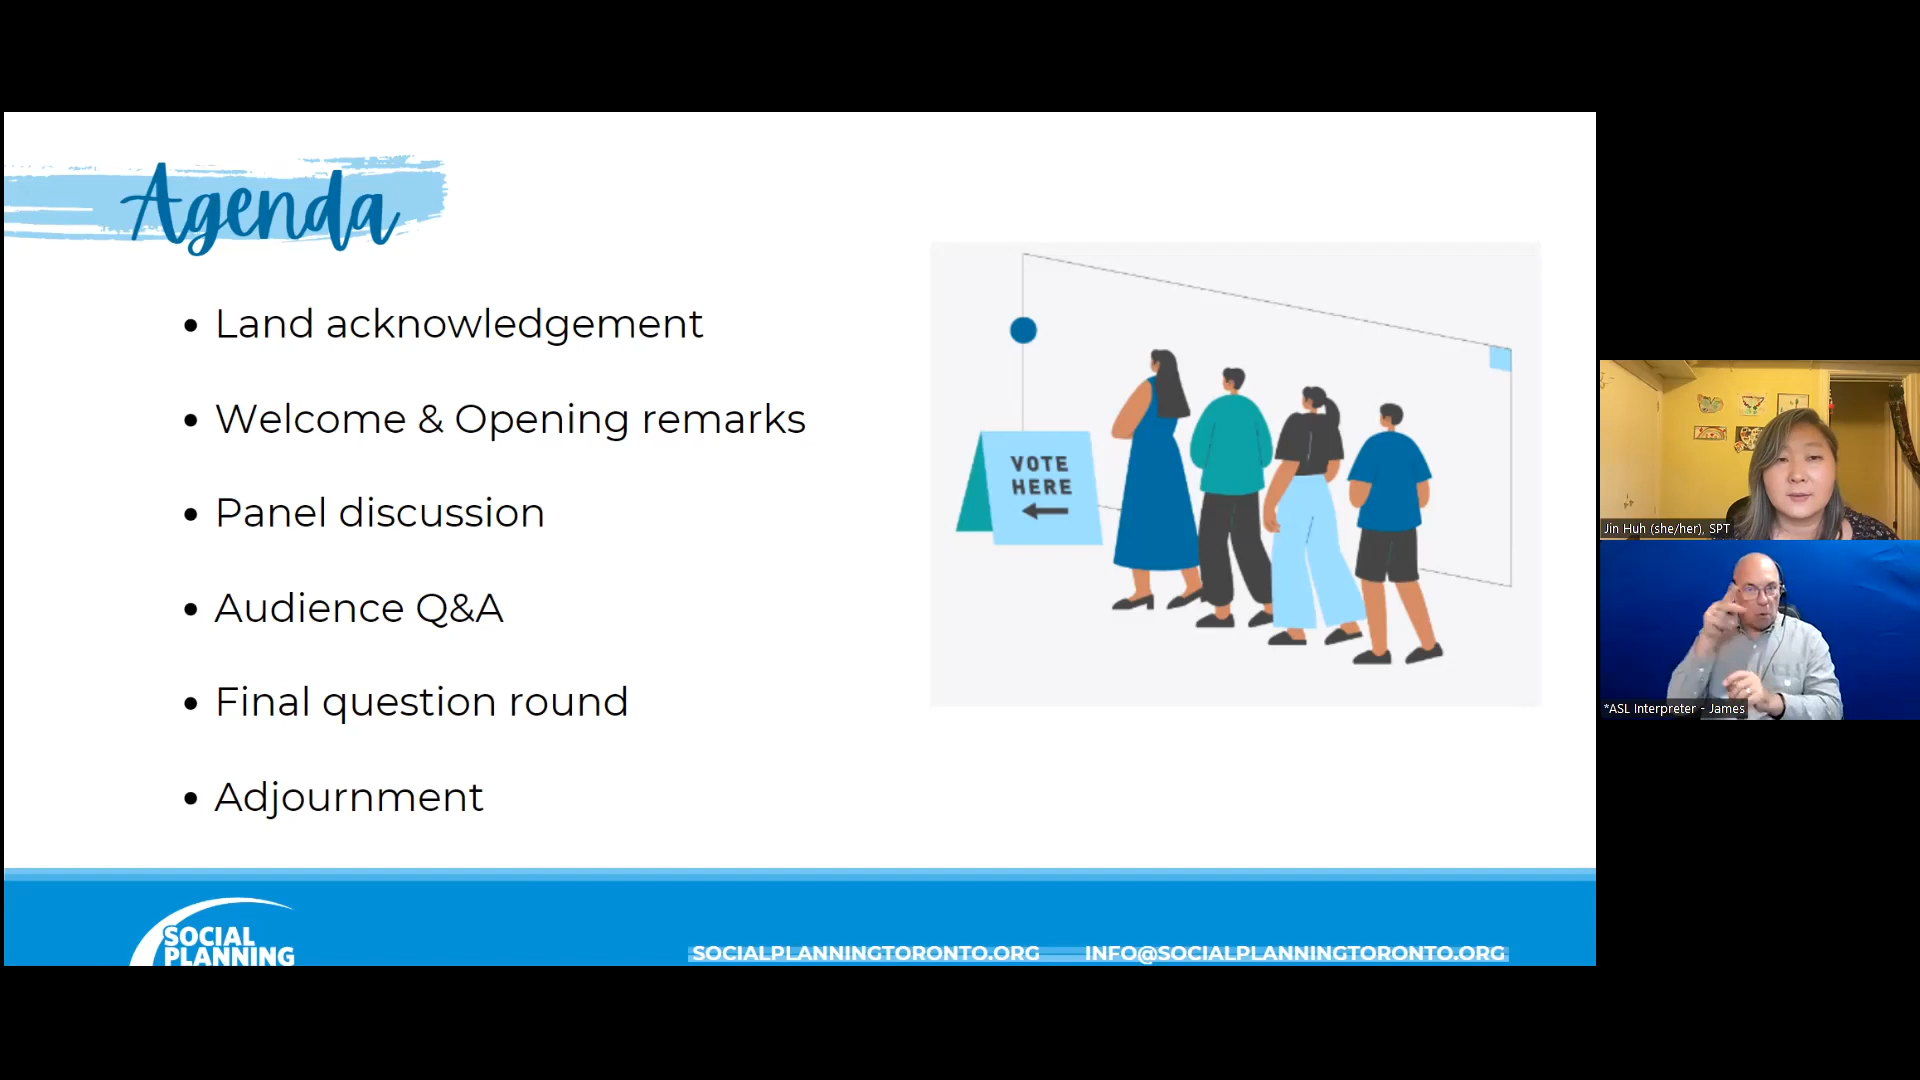 Agenda
Land acknowledgement
Welcome & Opening remarks
Panel discussion
Audience Q&A
Final question round
Adjournment
VOTE
HERE
SOCIAL
PLANNING
SOCIALPLANNINGTORONTO.ORG
INFO@SOCIALPLANNINGTORONTO.ORG
Jin Huh (she/her), SPT
*ASL Interpreter - James